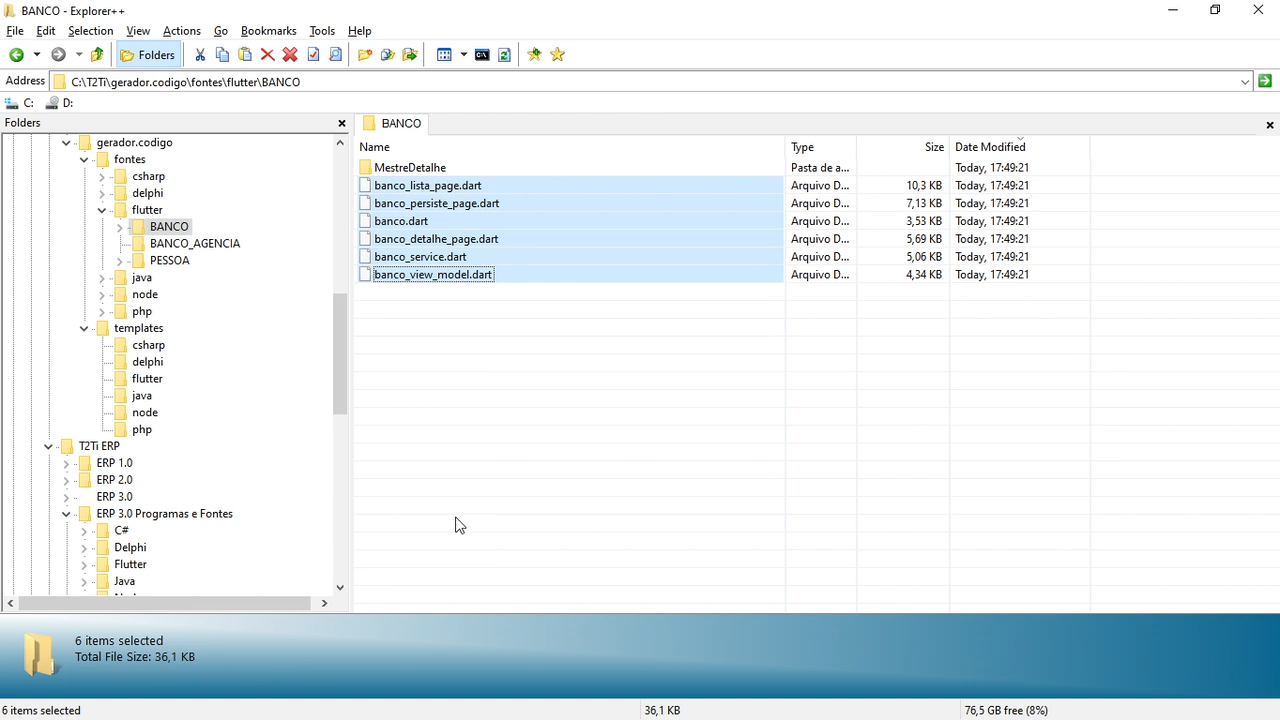 BANCO - Explorer++
File Edit Selection View Actions Go Bookmarks Tools Help
Folders
Address C:\T2Ti\gerador.codigo\fontes\flutter\BANCO
C: D:
Folders
gerador.codigo
fontes
csharp
delphi
flutter
BANCO
BANCO_AGENCIA
PESSOA
java
node
php
templates
csharp
delphi
flutter
java
node
php
T2Ti ERP
ERP 1.0
ERP 2.0
ERP 3.0
ERP 3.0 Programas e Fontes
C#
Delphi
Flutter
Java
BANCO
Name Type Size Date Modified
MestreDetalhe Pasta de a... Today, 17:49:21
banco_lista_page.dart Arquivo D... 10,3 KB Today, 17:49:21
banco_persiste_page.dart Arquivo D... 7,13 KB Today, 17:49:21
banco.dart Arquivo D... 3,53 KB Today, 17:49:21
banco_detalhe_page.dart Arquivo D... 5,69 KB Today, 17:49:21
banco_service.dart Arquivo D... 5,06 KB Today, 17:49:21
banco_view_model.dart Arquivo D... 4,34 KB Today, 17:49:21
6 items selected
Total File Size: 36,1 KB
6 items selected 36,1 KB 76,5 GB free (8%)